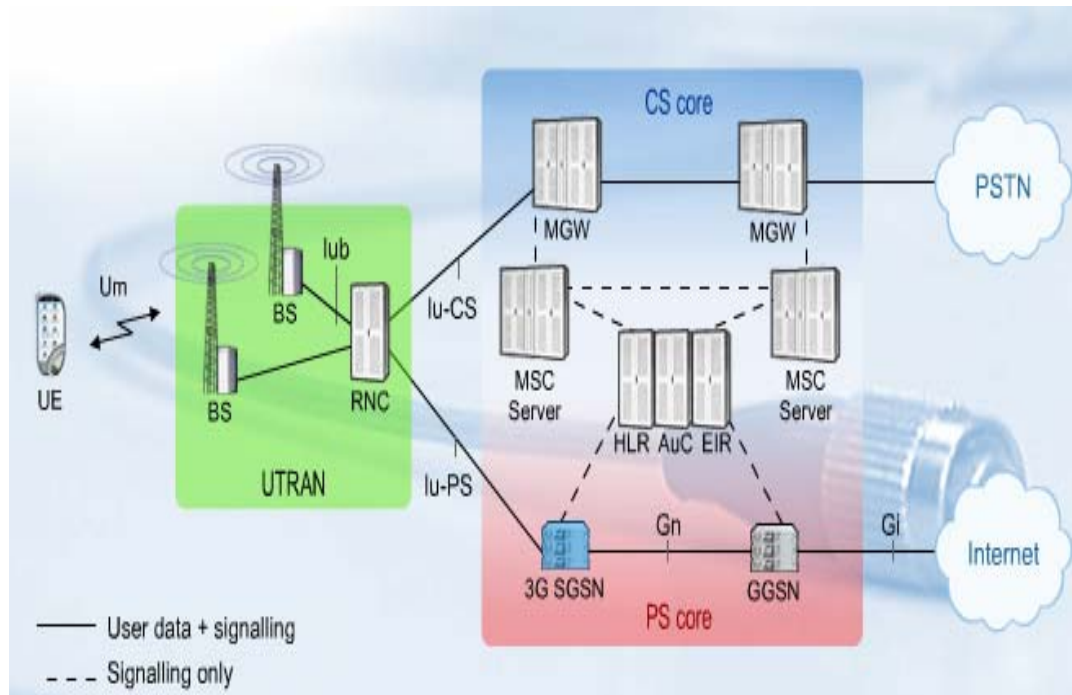 CS core
MGW
MGW
PSTN
Um
Iub
BS
Iu-CS
UE
BS
RNC
MSC
Server
MSC
Server
HLR
AuC
EIR
UTRAN
Iu-PS
Gn
Gi
3G SGSN
GGSN
Internet
PS core
User data + signalling
Signalling only